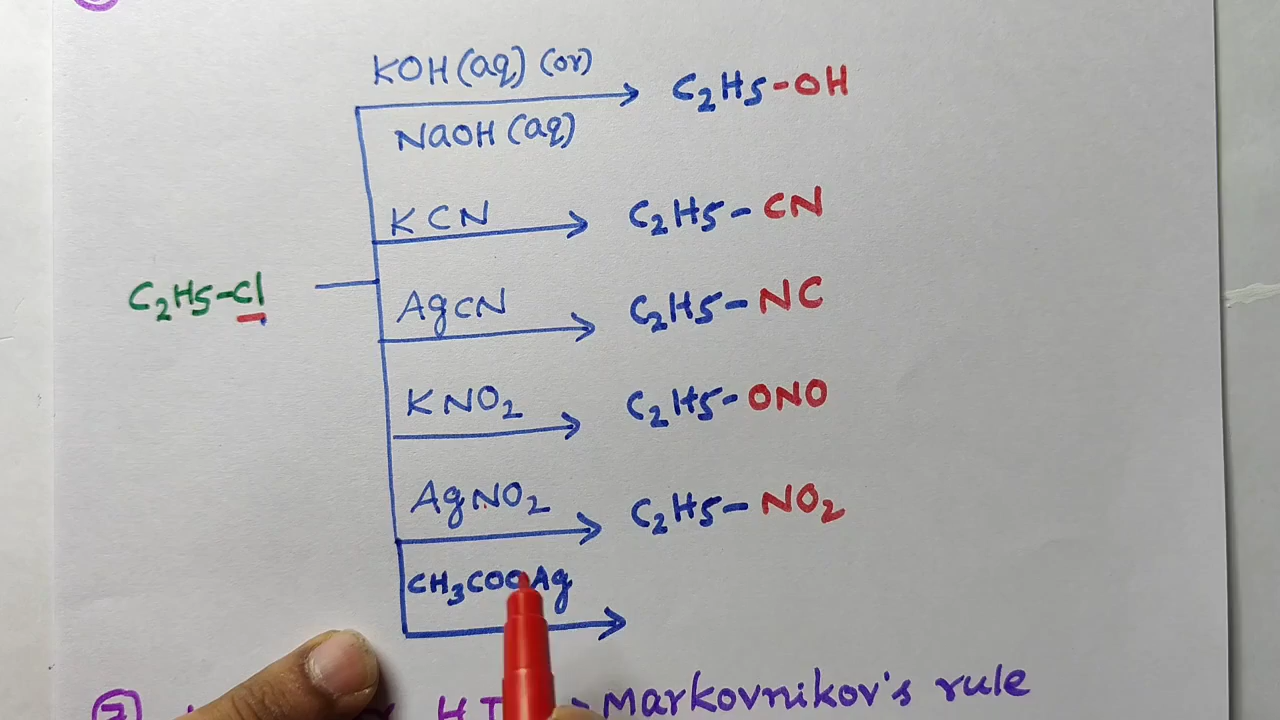 KOH (aq) (or)
C2H5-OH
NaOH (aq)
KCN
C2H5-CN
C2H5-Cl
AgCN
C2H5-NC
KNO2
C2H5-ONO
AgNO2
C2H5-NO2
CH3COOAg
7
Markovnikov's rule